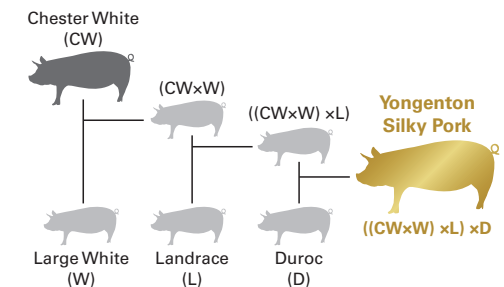 Chester White
(CW)
(CW×W)
((CW×W) ×L)
Yongenton
Silky Pork
((CW×W) ×L) ×D
Large White
(W)
Landrace
(L)
Duroc
(D)